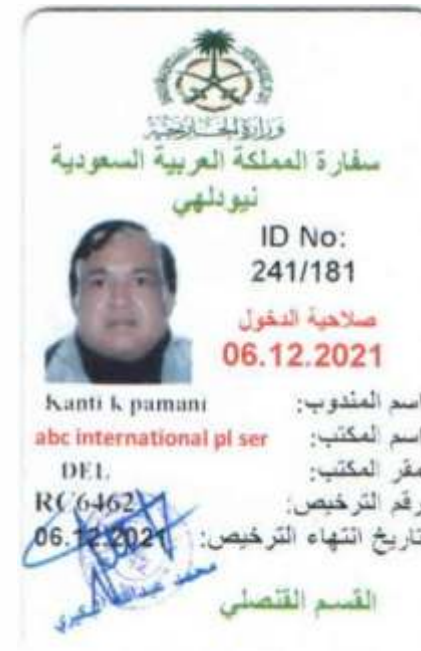 وزارة الخارجية
سفارة المملكة العربية السعودية
نيودلهي
ID No:
241/181
صلاحية الدخول
06.12.2021
اسم المندوب: Kanti k pamani
اسم المكتب: abc international pl ser
مقر المكتب: DEL
رقم الترخيص: RC6462
تاريخ انتهاء الترخيص: 06.12.2021
محمد عبدالله
القسم القنصلي